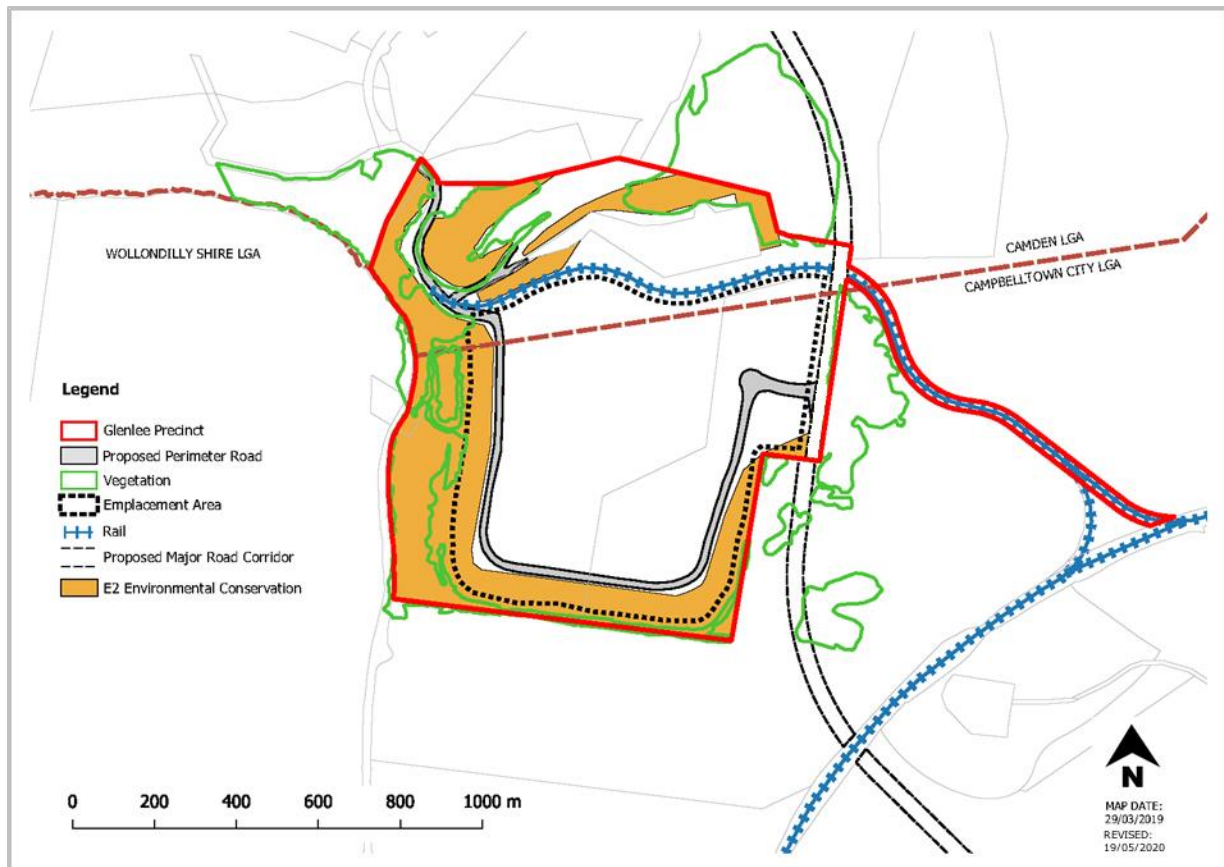 CAMDEN LGA
WOLLONDILLY SHIRE LGA
CAMPBELLTOWN CITY LGA
Legend
Glenlee Precinct
Proposed Perimeter Road
Vegetation
Emplacement Area
Rail
Proposed Major Road Corridor
E2 Environmental Conservation
0 200 400 600 800 1000 m
N
MAP DATE:
29/03/2019
REVISED:
19/05/2020